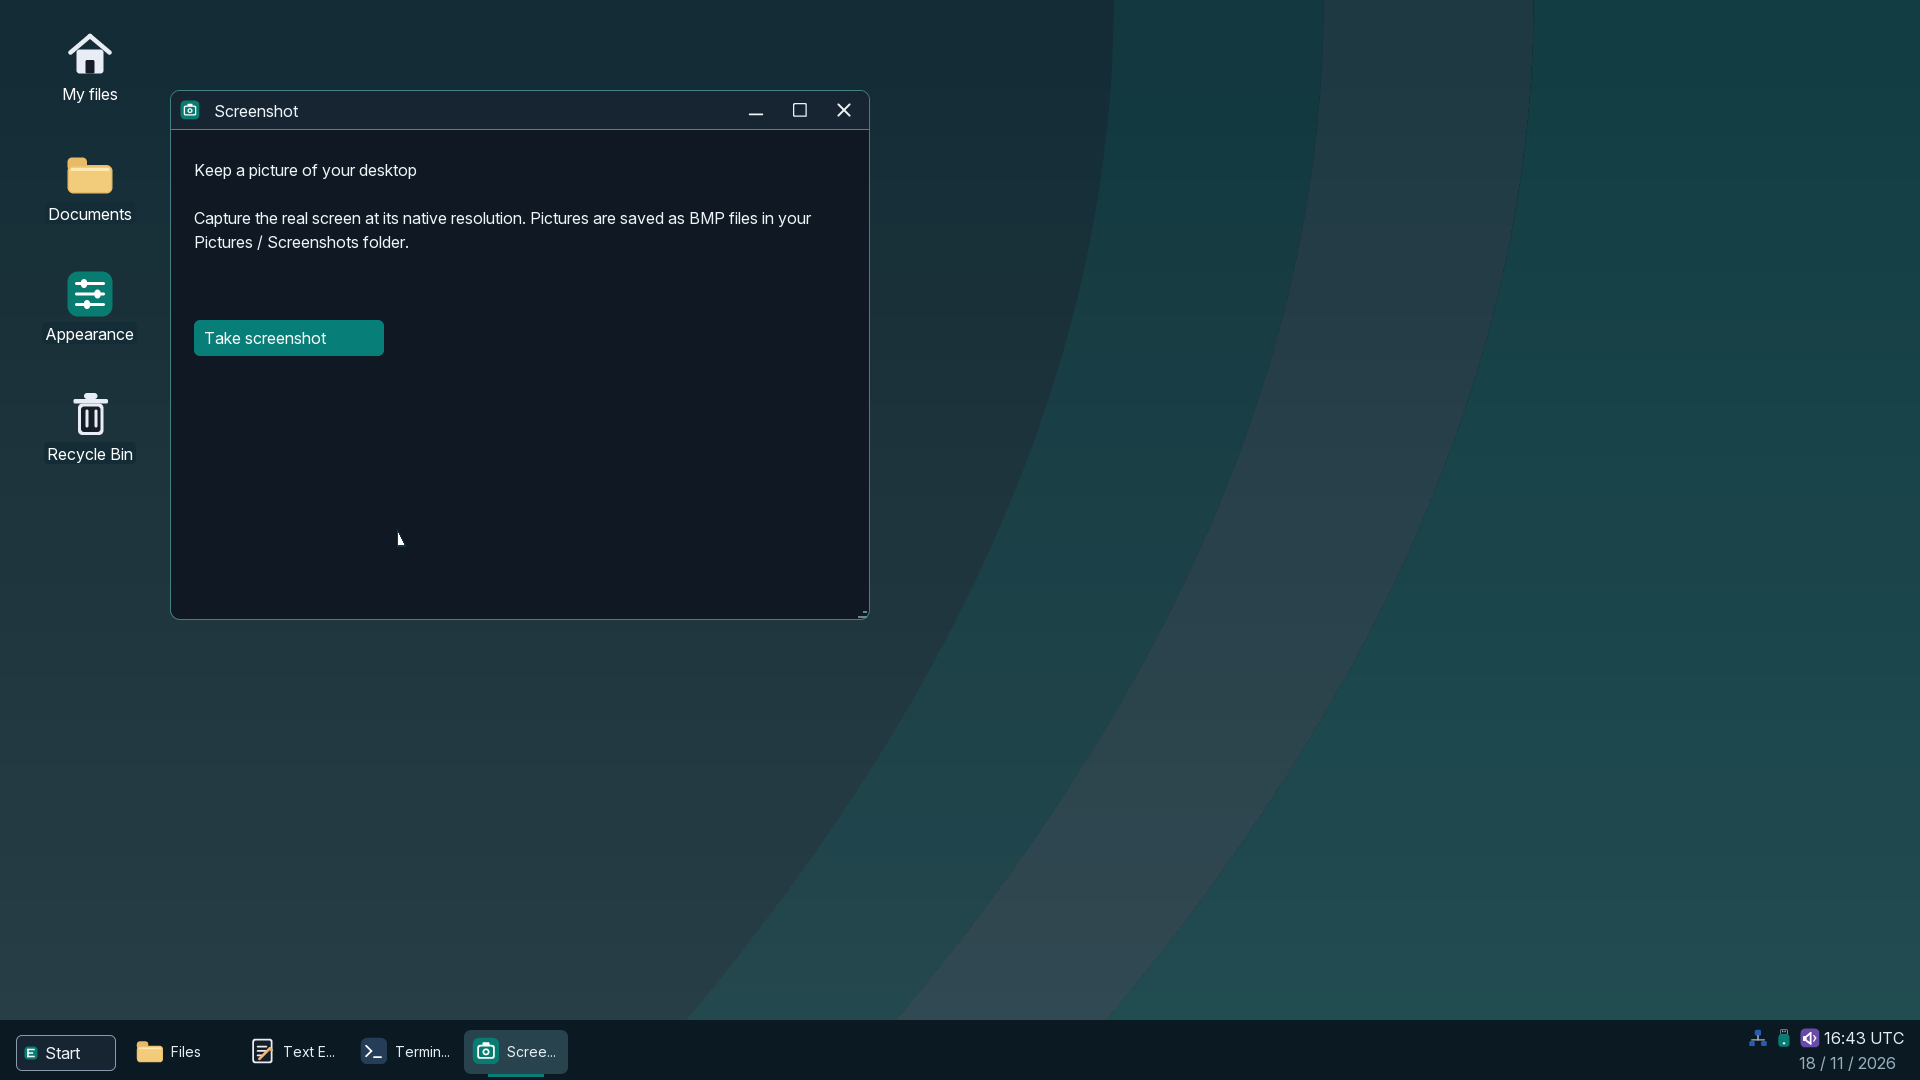 My files
Documents
Appearance
Recycle Bin
Screenshot
Keep a picture of your desktop
Capture the real screen at its native resolution. Pictures are saved as BMP files in your
Pictures / Screenshots folder.
Take screenshot
Start
Files
Text E...
Termin...
Scree...
16:43 UTC
18 / 11 / 2026